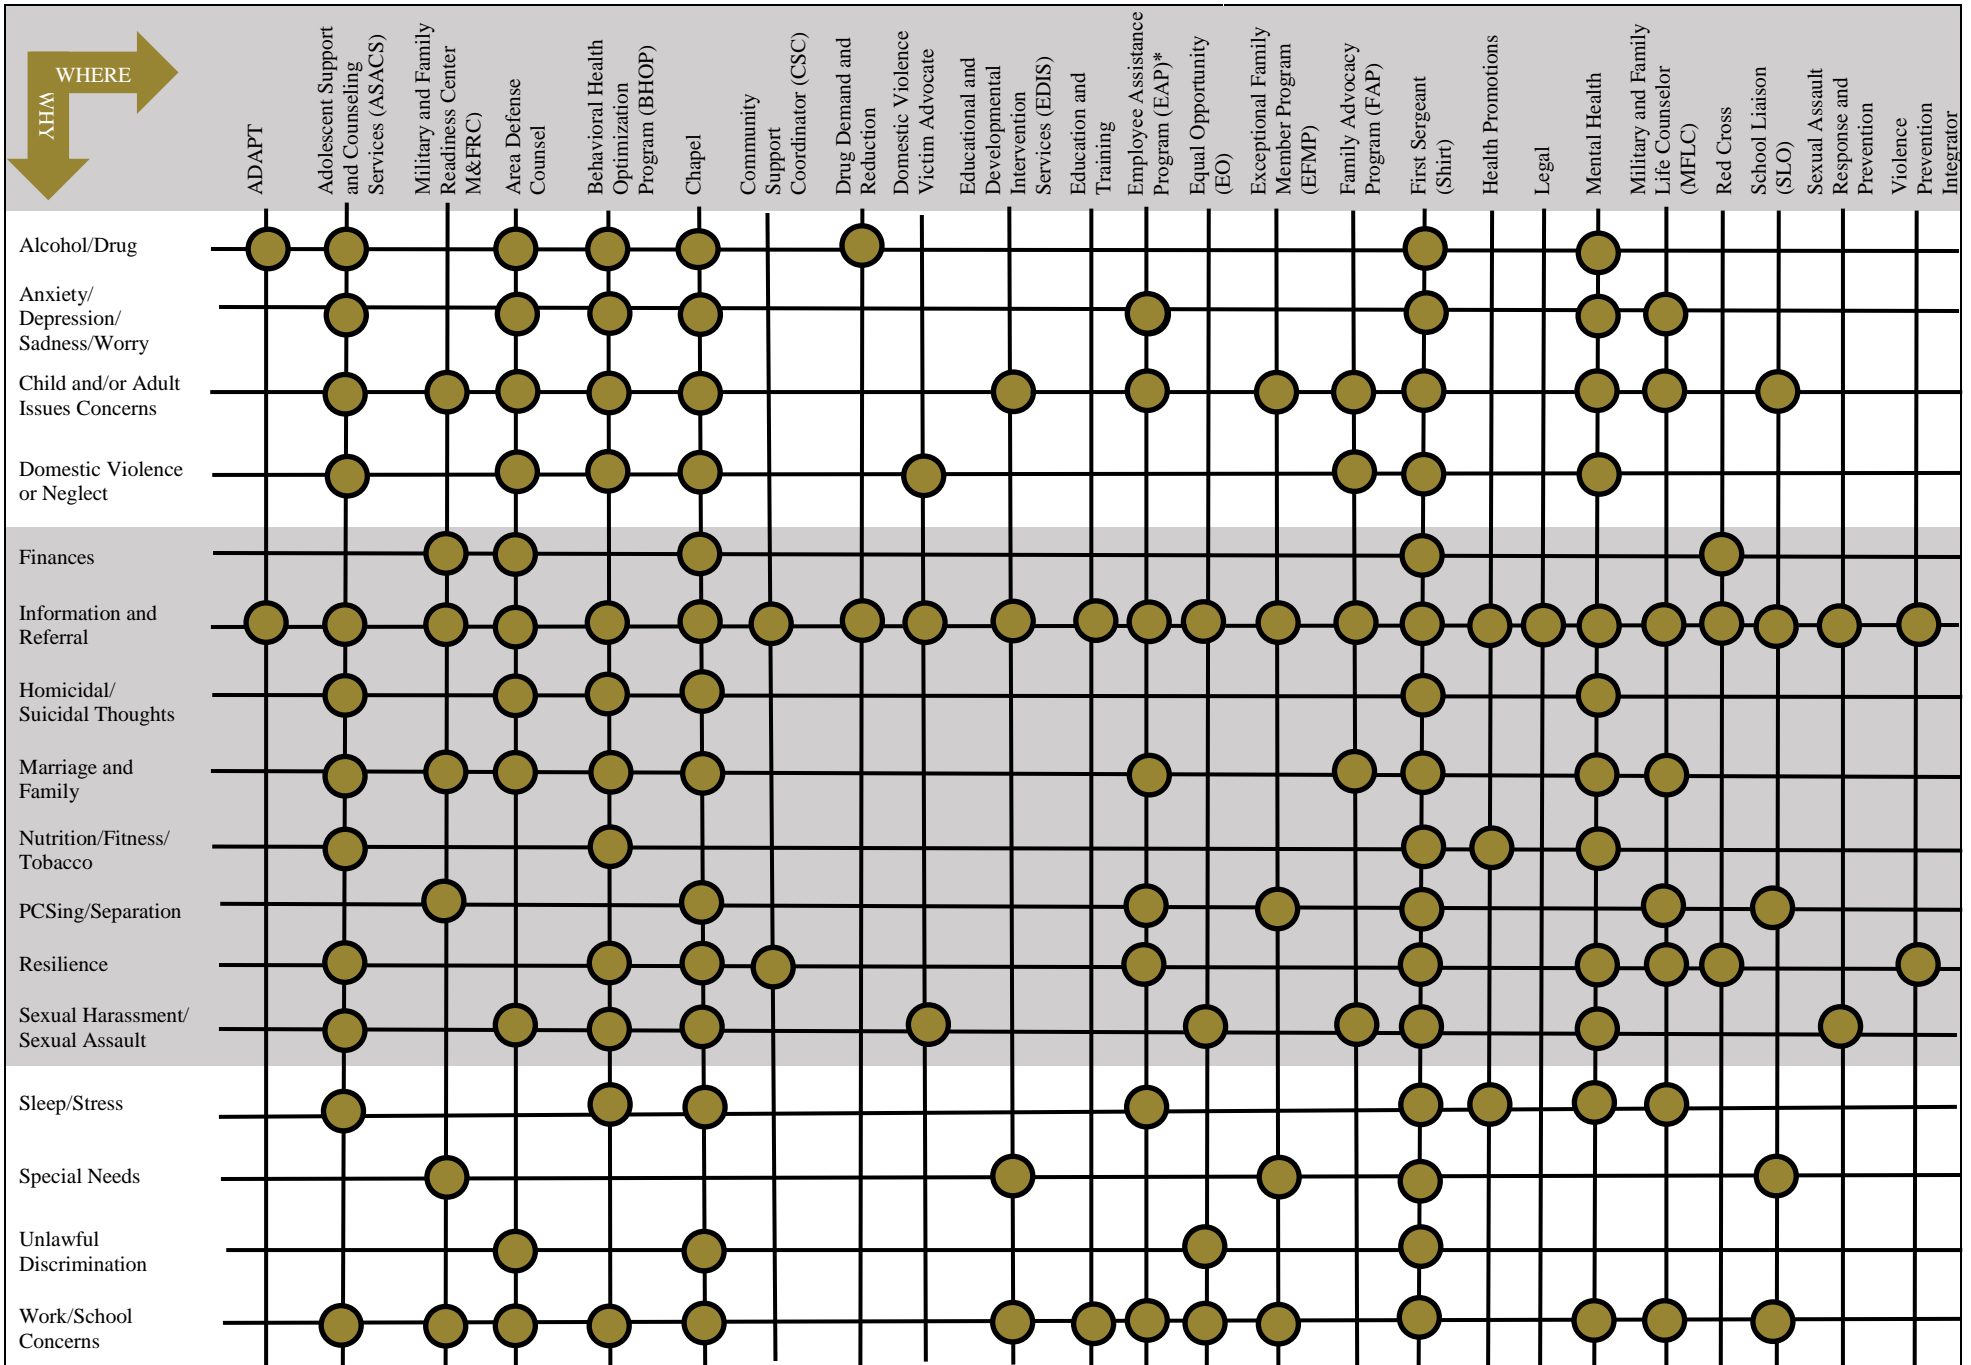 WHERE
WHY
ADAPT
Adolescent Support
and Counseling
Services (ASACS)
Military and Family
Readiness Center
M&FRC)
Area Defense
Counsel
Behavioral Health
Optimization
Program (BHOP)
Chapel
Community
Support
Coordinator (CSC)
Drug Demand and
Reduction
Domestic Violence
Victim Advocate
Educational and
Developmental
Intervention
Services (EDIS)
Education and
Training
Employee Assistance
Program (EAP)*
Equal Opportunity
(EO)
Exceptional Family
Member Program
(EFMP)
Family Advocacy
Program (FAP)
First Sergeant
(Shirt)
Health Promotions
Legal
Mental Health
Military and Family
Life Counselor
(MFLC)
Red Cross
School Liaison
(SLO)
Sexual Assault
Response and
Prevention
Violence
Prevention
Integrator
Alcohol/Drug
Anxiety/
Depression/
Sadness/Worry
Child and/or Adult
Issues Concerns
Domestic Violence
or Neglect
Finances
Information and
Referral
Homicidal/
Suicidal Thoughts
Marriage and
Family
Nutrition/Fitness/
Tobacco
PCSing/Separation
Resilience
Sexual Harassment/
Sexual Assault
Sleep/Stress
Special Needs
Unlawful
Discrimination
Work/School
Concerns